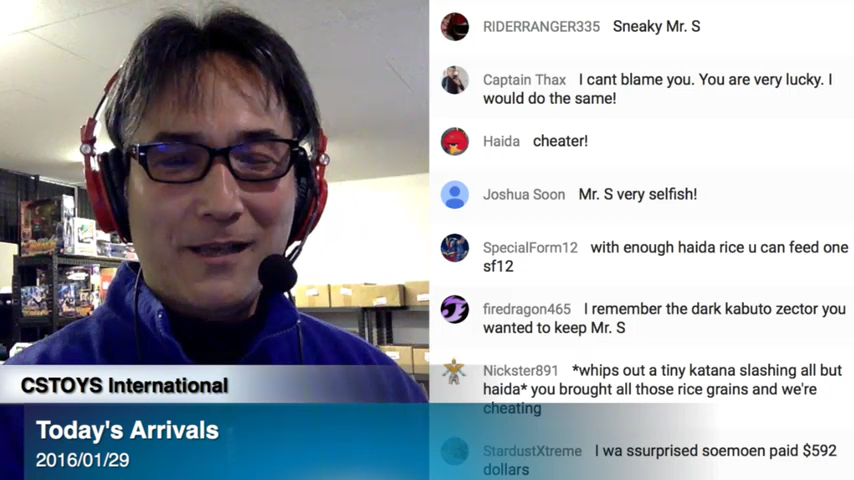 RIDERRANGER335 Sneaky Mr. S
Captain Thax I cant blame you. You are very lucky. I
would do the same!
Haida cheater!
Joshua Soon Mr. S very selfish!
SpecialForm12 with enough haida rice u can feed one
sf12
firedragon465 I remember the dark kabuto zector you
wanted to keep Mr. S
Nickster891 *whips out a tiny katana slashing all but
haida* you brought all those rice grains and we're
cheating
StardustXtreme I wa ssurprised soemoen paid $592
dollars
CSTOYS International
Today's Arrivals
2016/01/29